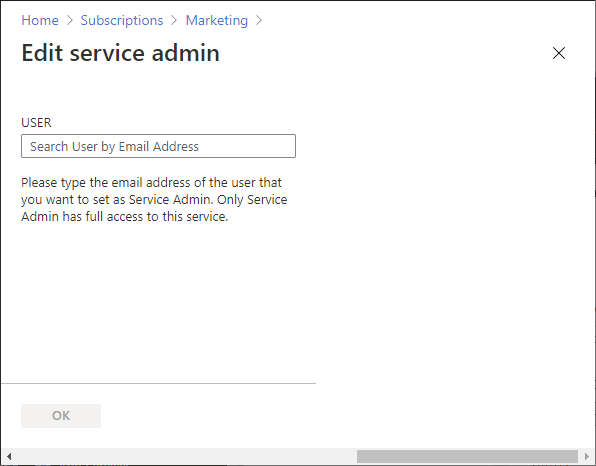 Home > Subscriptions > Marketing >
Edit service admin
USER
Search User by Email Address
Please type the email address of the user that
you want to set as Service Admin. Only Service
Admin has full access to this service.
OK